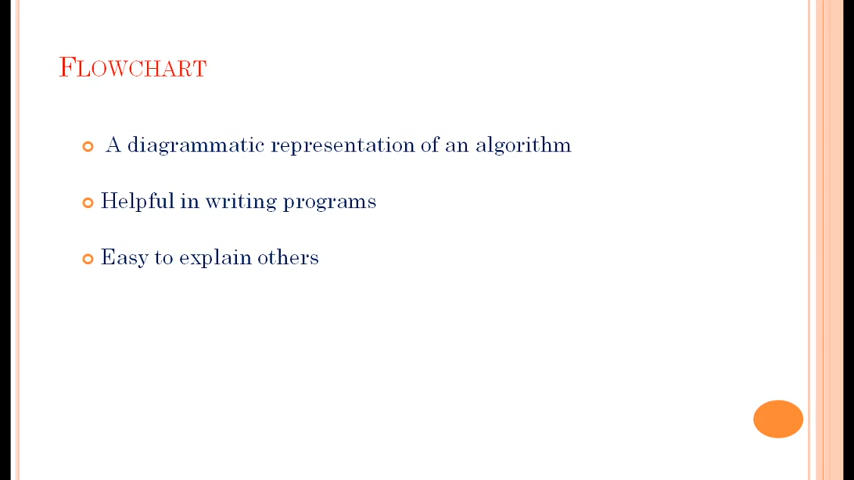 Flowchart
A diagrammatic representation of an algorithm
Helpful in writing programs
Easy to explain others